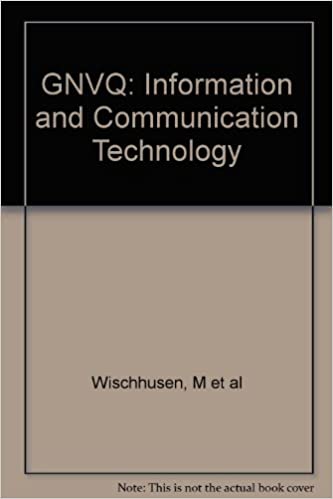 GNVQ: Information
and Communication
Technology
Wischhusen, M et al
Note: This is not the actual book cover